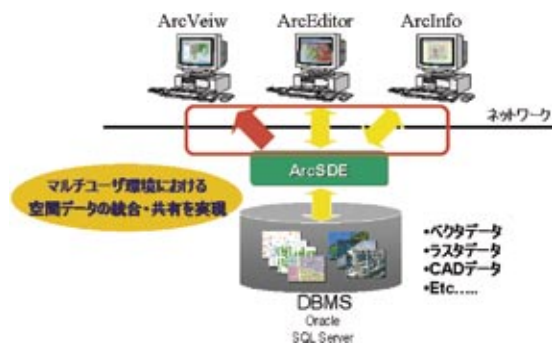 ArcVeiw
ArcEditor
ArcInfo
ネットワーク
ArcSDE
マルチユーザ環境における
空間データの統合・共有を実現
•ベクタデータ
•ラスタデータ
•CADデータ
•Etc…..
DBMS
Oracle
SQL Server